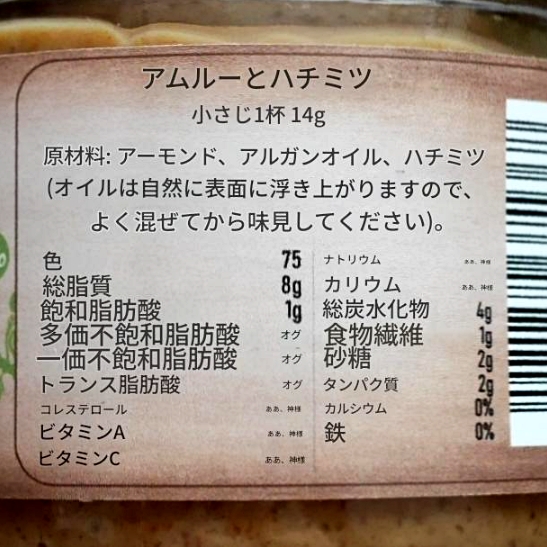 アムルーとハチミツ
小さじ1杯 14g
原材料: アーモンド、アルガンオイル、ハチミツ
(オイルは自然に表面に浮き上がりますので、
よく混ぜてから味見してください)。
色 75
総脂質 8g
飽和脂肪酸 1g
多価不飽和脂肪酸 オグ
一価不飽和脂肪酸 オグ
トランス脂肪酸 オグ
コレステロール ああ、神様
ビタミンA ああ、神様
ビタミンC ああ、神様
ナトリウム ああ、神様
カリウム ああ、神様
総炭水化物 4g
食物繊維 1g
砂糖 2g
タンパク質 2g
カルシウム 0%
鉄 0%